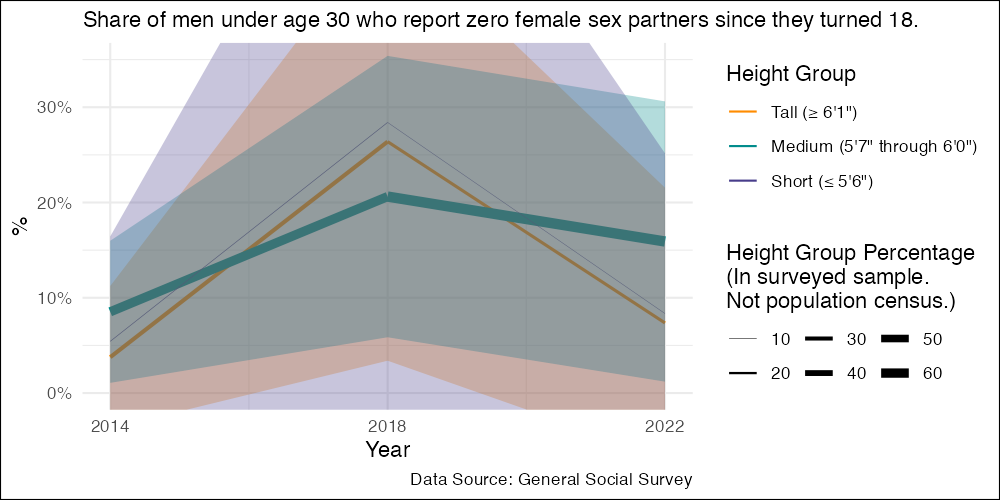 Share of men under age 30 who report zero female sex partners since they turned 18.
30%
20%
10%
0%
%
2014 2018 2022
Year
Data Source: General Social Survey
Height Group
Tall (≥ 6'1")
Medium (5'7" through 6'0")
Short (≤ 5'6")
Height Group Percentage
(In surveyed sample.
Not population census.)
10 30 50
20 40 60